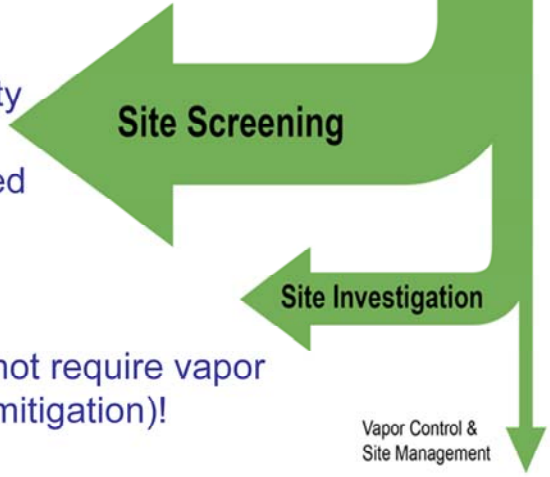 ty
Site Screening
ed
Site Investigation
not require vapor
mitigation)!
Vapor Control &
Site Management